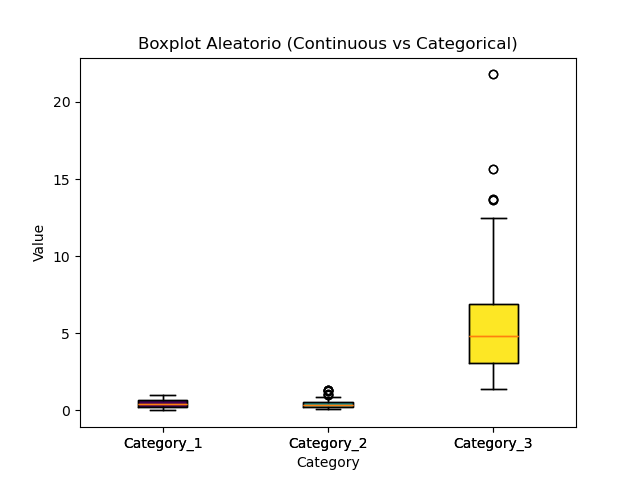 Boxplot Aleatorio (Continuous vs Categorical)
20
15
10
5
0
Value
Category_1 Category_2 Category_3
Category